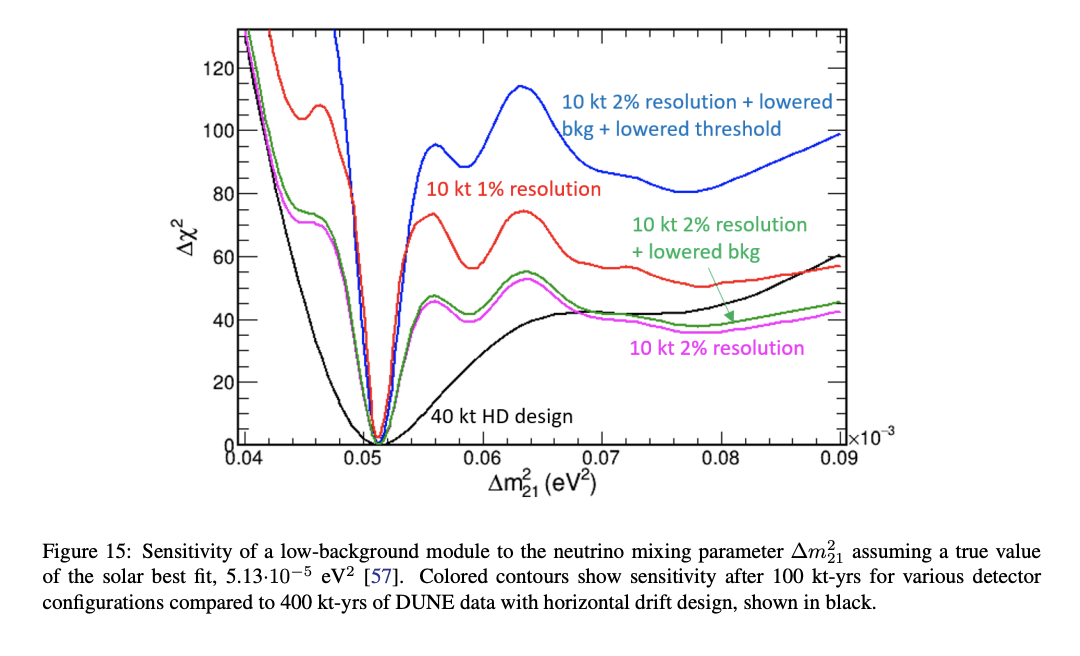 120
100
80
60
40
20
0
Δχ²
10 kt 2% resolution + lowered
bkg + lowered threshold
10 kt 1% resolution
10 kt 2% resolution
+ lowered bkg
10 kt 2% resolution
40 kt HD design
0.04 0.05 0.06 0.07 0.08 0.09
×10⁻³
Δm²₂₁ (eV²)
Figure 15: Sensitivity of a low-background module to the neutrino mixing parameter Δm²₂₁ assuming a true value
of the solar best fit, 5.13·10⁻⁵ eV² [57]. Colored contours show sensitivity after 100 kt-yrs for various detector
configurations compared to 400 kt-yrs of DUNE data with horizontal drift design, shown in black.